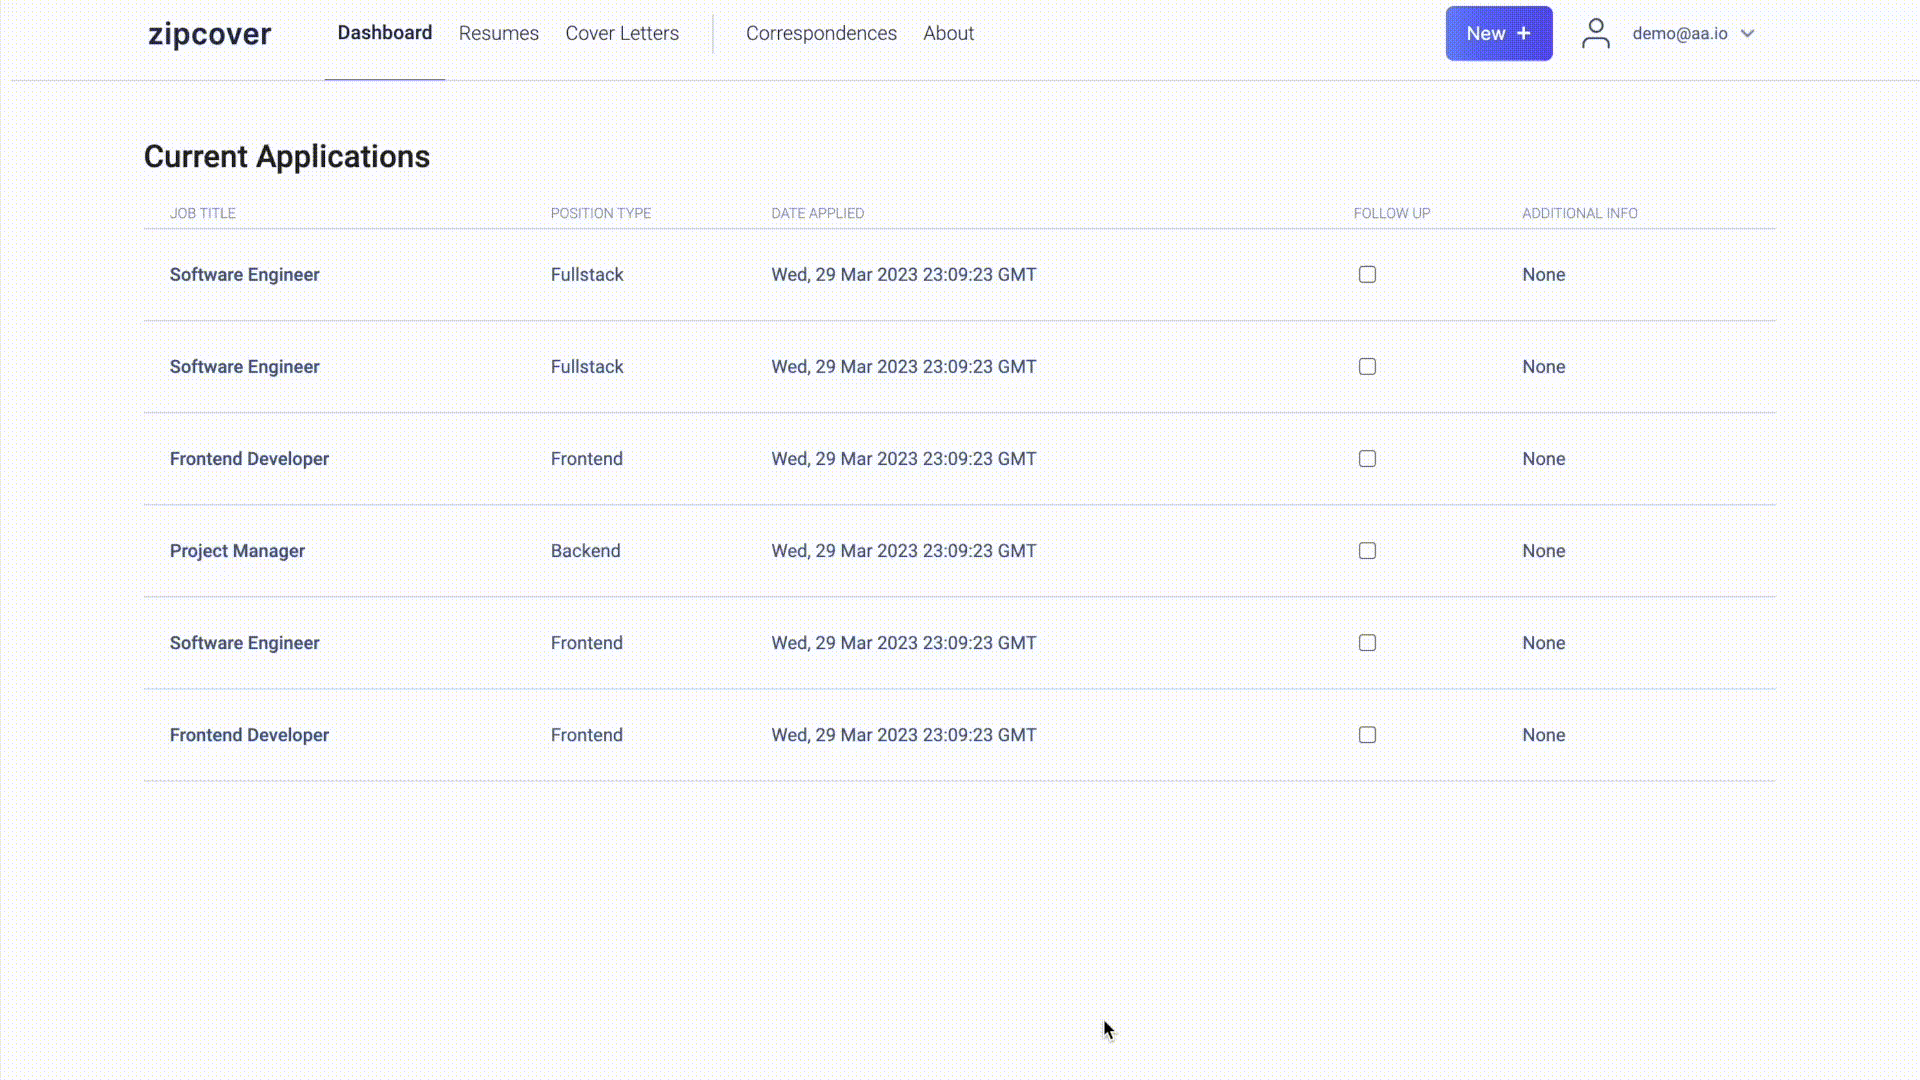 zipcover Dashboard Resumes Cover Letters Correspondences About New + demo@aa.io
Current Applications
JOB TITLE POSITION TYPE DATE APPLIED FOLLOW UP ADDITIONAL INFO
Software Engineer Fullstack Wed, 29 Mar 2023 23:09:23 GMT None
Software Engineer Fullstack Wed, 29 Mar 2023 23:09:23 GMT None
Frontend Developer Frontend Wed, 29 Mar 2023 23:09:23 GMT None
Project Manager Backend Wed, 29 Mar 2023 23:09:23 GMT None
Software Engineer Frontend Wed, 29 Mar 2023 23:09:23 GMT None
Frontend Developer Frontend Wed, 29 Mar 2023 23:09:23 GMT None